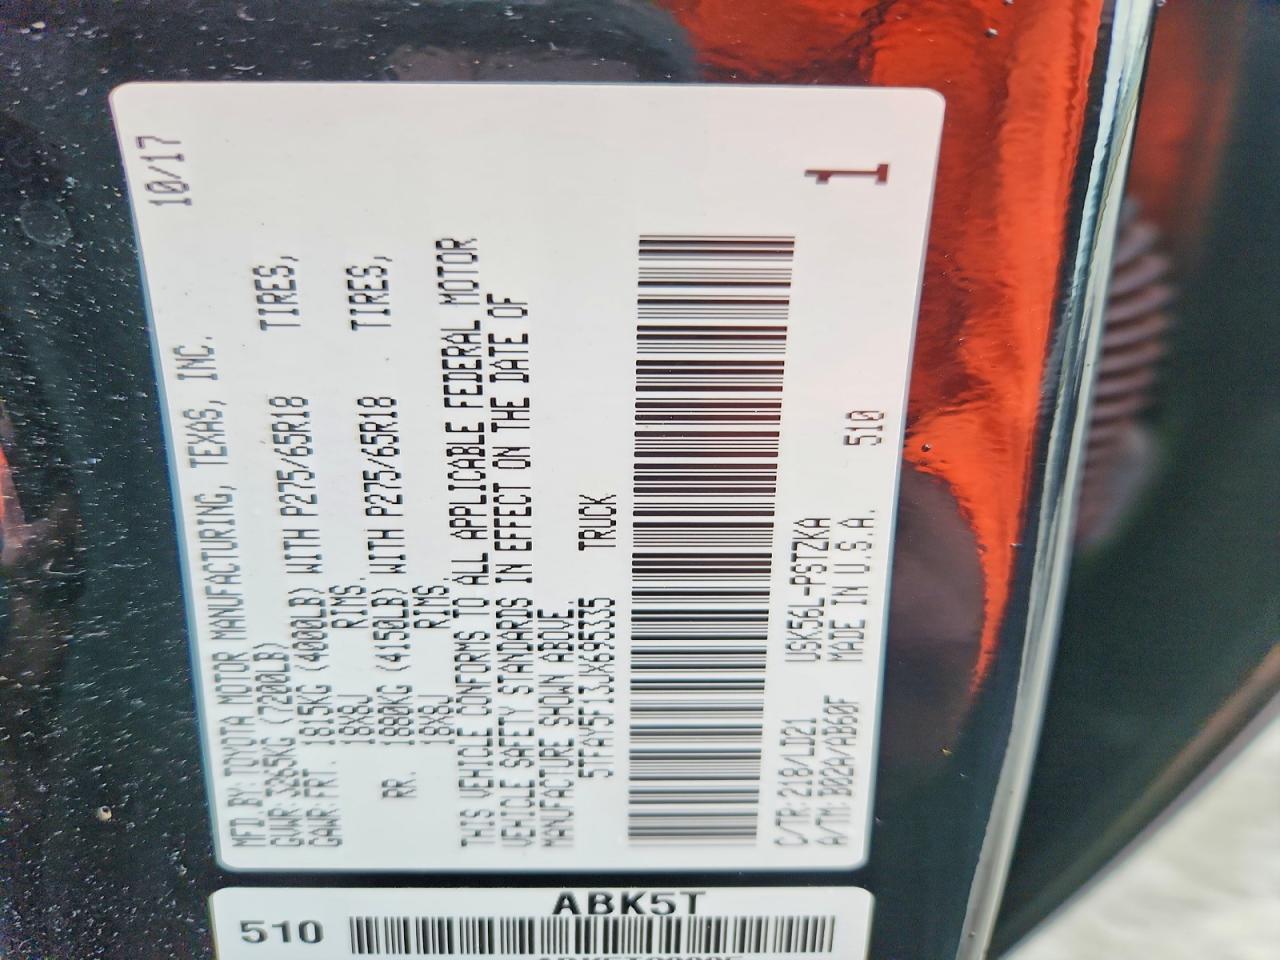 MFD. BY: TOYOTA MOTOR MANUFACTURING, TEXAS, INC. 10/17
GVWR: 3265KG (7200LB)
GAWR: FRT. 1815KG (4000LB) WITH P275/65R18 TIRES,
18X8J RIMS.
RR. 1880KG (4150LB) WITH P275/65R18 TIRES,
18X8J RIMS.
THIS VEHICLE CONFORMS TO ALL APPLICABLE FEDERAL MOTOR
VEHICLE SAFETY STANDARDS IN EFFECT ON THE DATE OF
MANUFACTURE SHOWN ABOVE.
5TFAY5F13JX695335 TRUCK
1
C/TR: 218/LD21 USK56L-PSTZKA
A/TM: B02A/AB60F MADE IN U.S.A. 510
ABK5T
510